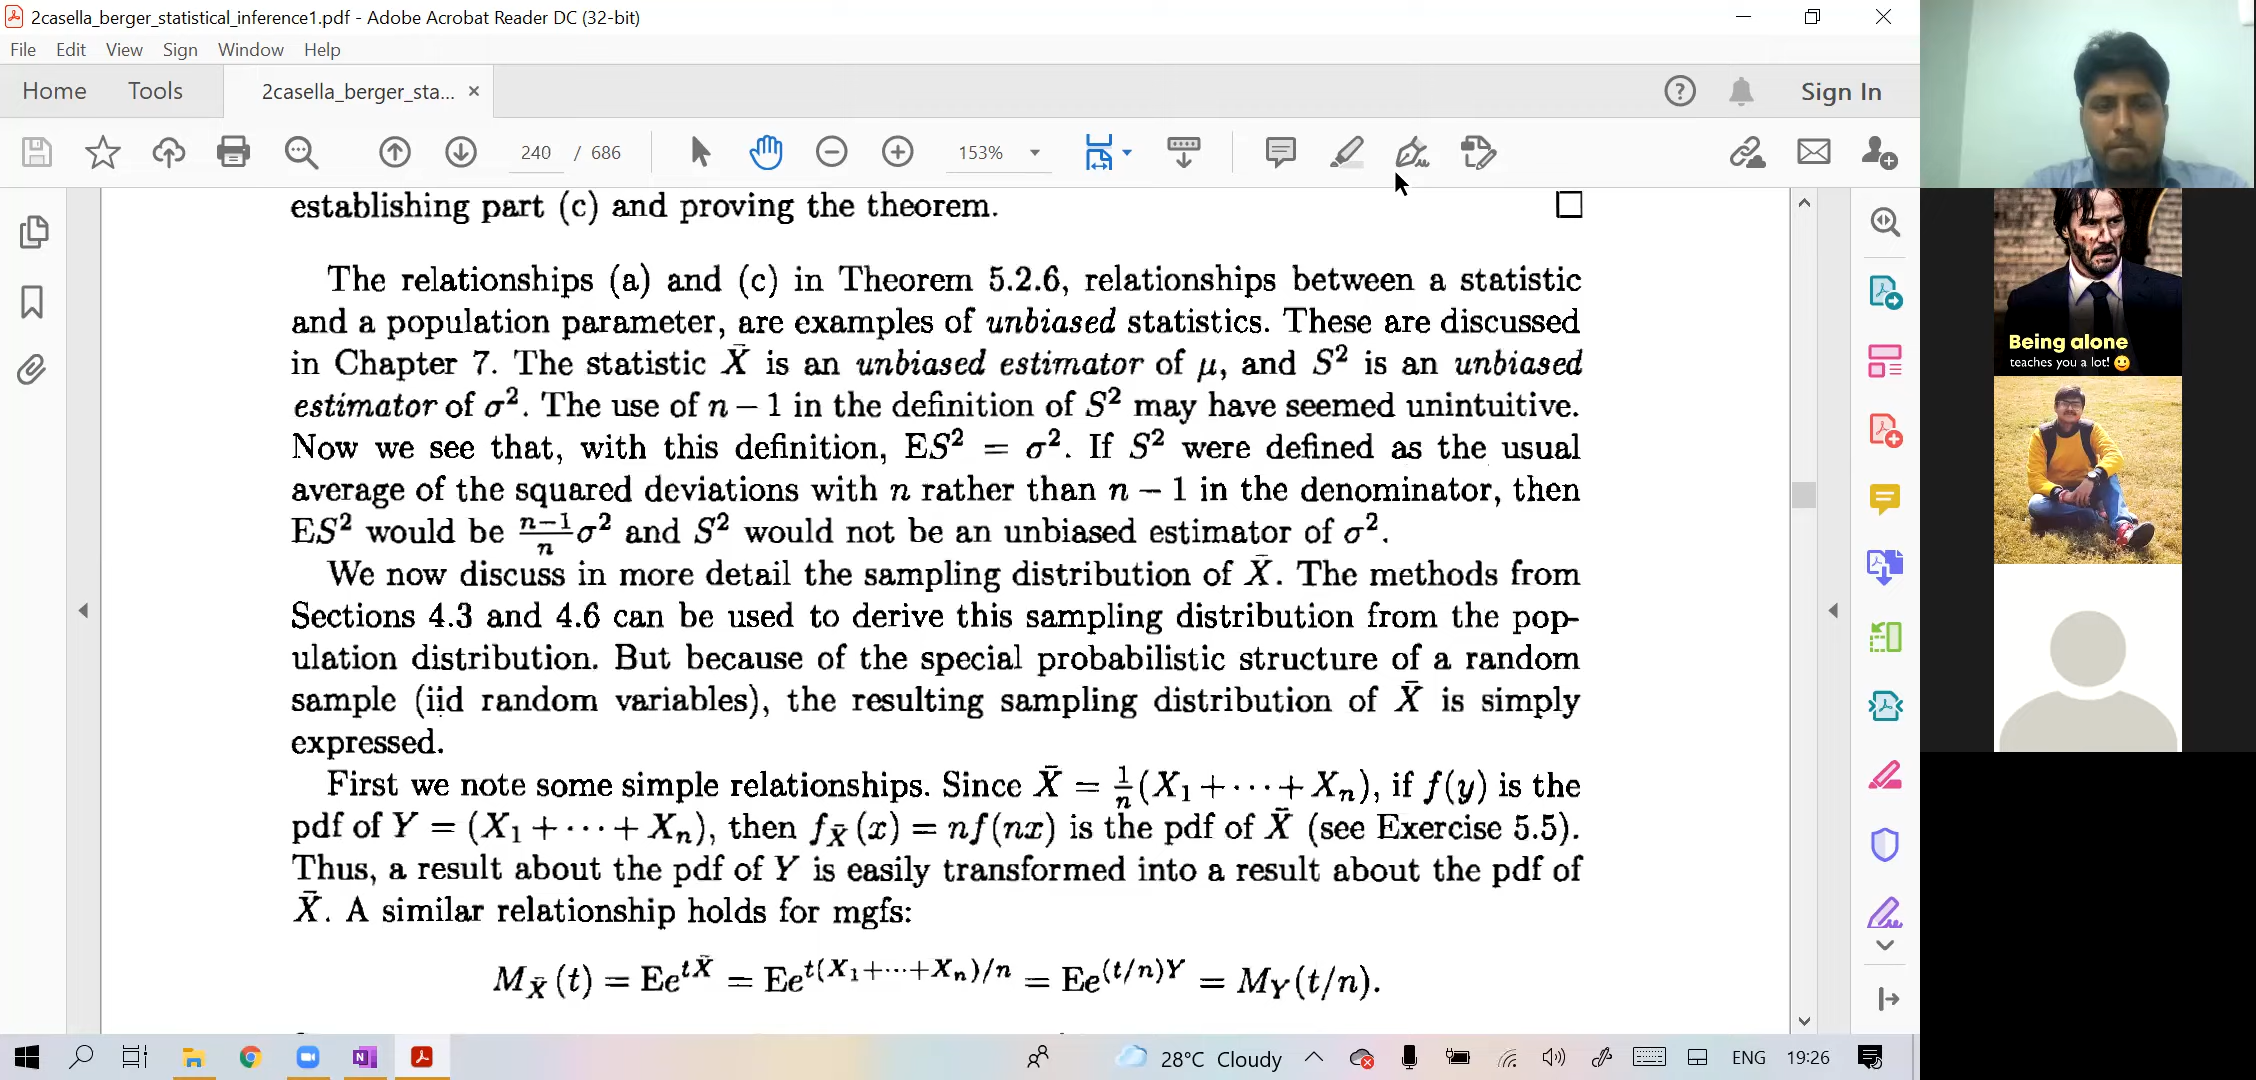 2casella_berger_statistical_inference1.pdf - Adobe Acrobat Reader DC (32-bit)
File Edit View Sign Window Help
Home Tools 2casella_berger_sta... × Sign In
240 / 686 153%
establishing part (c) and proving the theorem. □
The relationships (a) and (c) in Theorem 5.2.6, relationships between a statistic
and a population parameter, are examples of unbiased statistics. These are discussed
in Chapter 7. The statistic X̄ is an unbiased estimator of μ, and S² is an unbiased
estimator of σ². The use of n − 1 in the definition of S² may have seemed unintuitive.
Now we see that, with this definition, ES² = σ². If S² were defined as the usual
average of the squared deviations with n rather than n − 1 in the denominator, then
ES² would be (n−1)/n σ² and S² would not be an unbiased estimator of σ².
We now discuss in more detail the sampling distribution of X̄. The methods from
Sections 4.3 and 4.6 can be used to derive this sampling distribution from the pop-
ulation distribution. But because of the special probabilistic structure of a random
sample (iid random variables), the resulting sampling distribution of X̄ is simply
expressed.
First we note some simple relationships. Since X̄ = 1/n (X₁ + ··· + Xₙ), if f(y) is the
pdf of Y = (X₁ + ··· + Xₙ), then f_X̄(x) = nf(nx) is the pdf of X̄ (see Exercise 5.5).
Thus, a result about the pdf of Y is easily transformed into a result about the pdf of
X̄. A similar relationship holds for mgfs:
M_X̄(t) = Ee^{tX̄} = Ee^{t(X₁+···+Xₙ)/n} = Ee^{(t/n)Y} = M_Y(t/n).
Being alone
teaches you a lot! 🙂
28°C Cloudy ENG 19:26